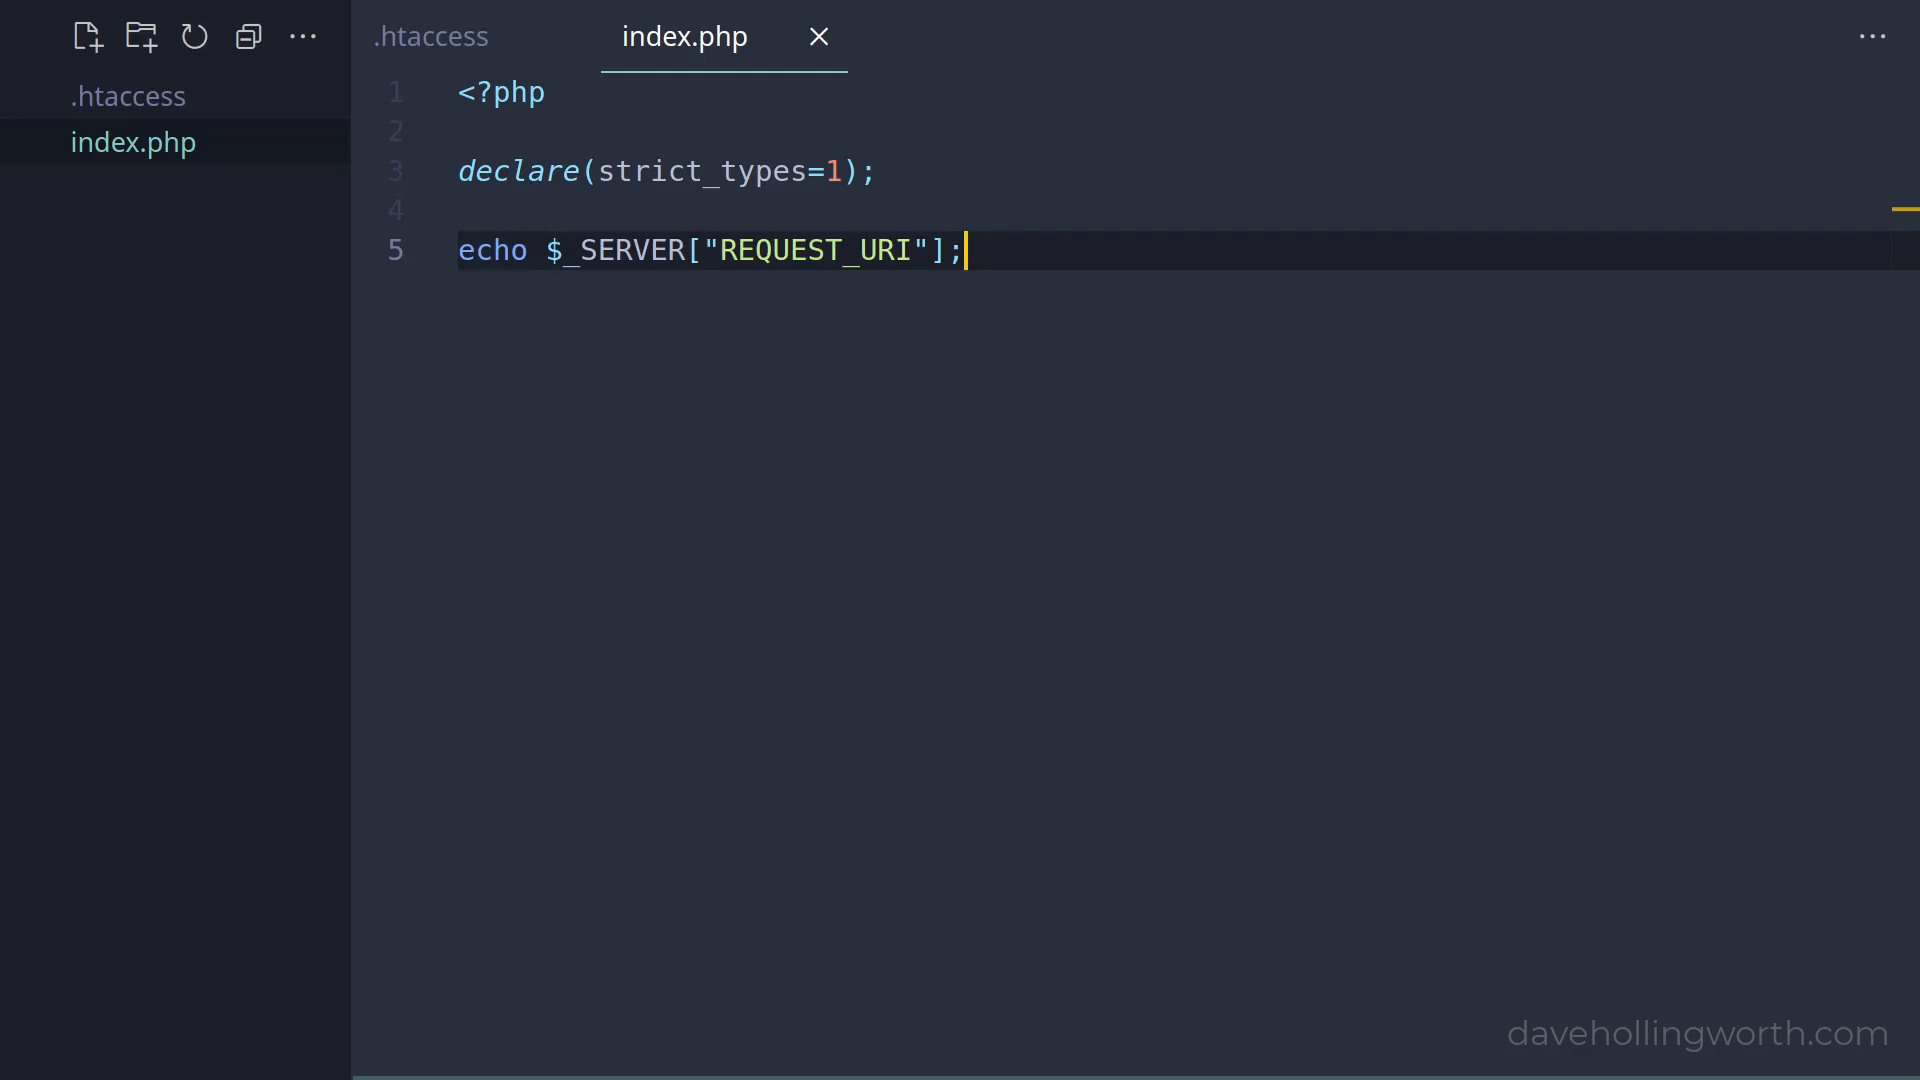 .htaccess
index.php
.htaccess
index.php
1 <?php
2
3 declare(strict_types=1);
4
5 echo $_SERVER["REQUEST_URI"];
davehollingworth.com